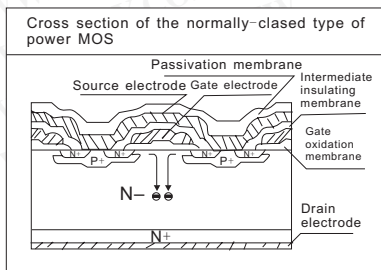 Cross section of the normally-clased type of
power MOS
Passivation membrane
Source electrode
Gate electrode
Intermediate
insulating
membrane
Gate
oxidation
membrane
N+
N+
N+
N+
P+
P+
N−
⊖ ⊖
Drain
electrode
N+